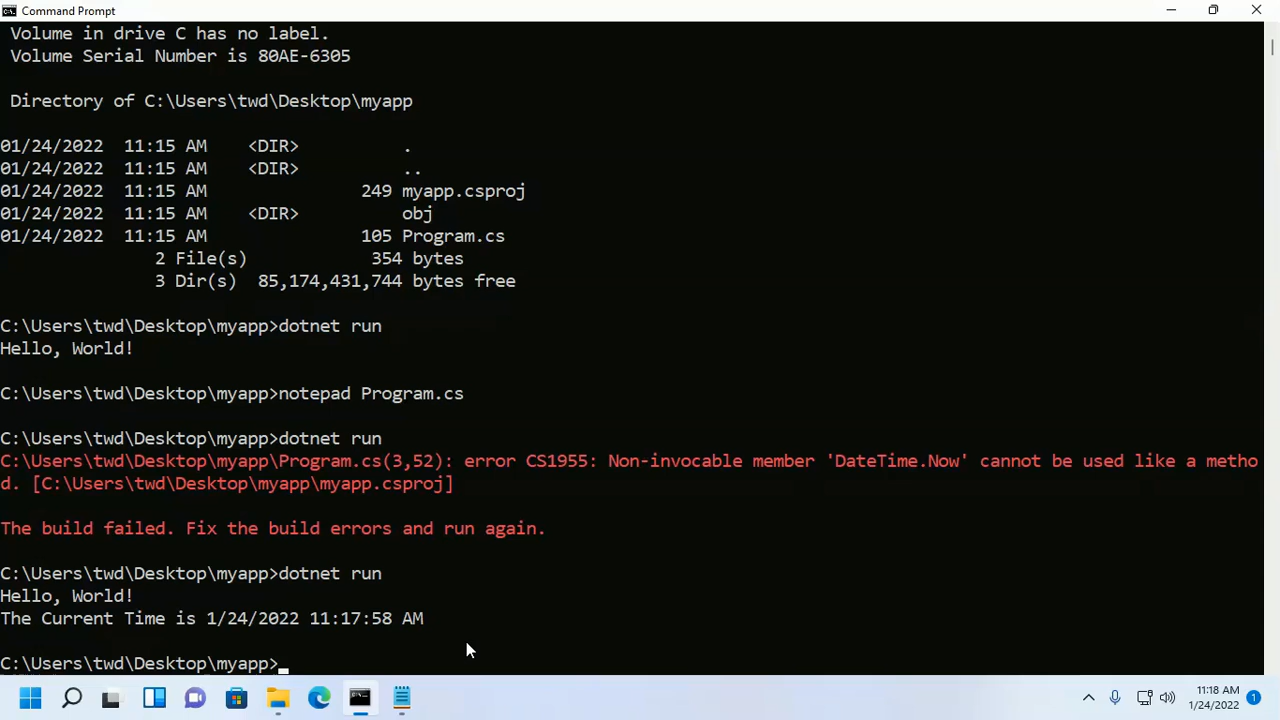 Command Prompt
Volume in drive C has no label.
Volume Serial Number is 80AE-6305
Directory of C:\Users\twd\Desktop\myapp
01/24/2022  11:15 AM    <DIR>          .
01/24/2022  11:15 AM    <DIR>          ..
01/24/2022  11:15 AM               249 myapp.csproj
01/24/2022  11:15 AM    <DIR>          obj
01/24/2022  11:15 AM               105 Program.cs
2 File(s)            354 bytes
3 Dir(s)  85,174,431,744 bytes free
C:\Users\twd\Desktop\myapp>dotnet run
Hello, World!
C:\Users\twd\Desktop\myapp>notepad Program.cs
C:\Users\twd\Desktop\myapp>dotnet run
C:\Users\twd\Desktop\myapp\Program.cs(3,52): error CS1955: Non-invocable member 'DateTime.Now' cannot be used like a metho
d. [C:\Users\twd\Desktop\myapp\myapp.csproj]
The build failed. Fix the build errors and run again.
C:\Users\twd\Desktop\myapp>dotnet run
Hello, World!
The Current Time is 1/24/2022 11:17:58 AM
C:\Users\twd\Desktop\myapp>
11:18 AM
1/24/2022
1